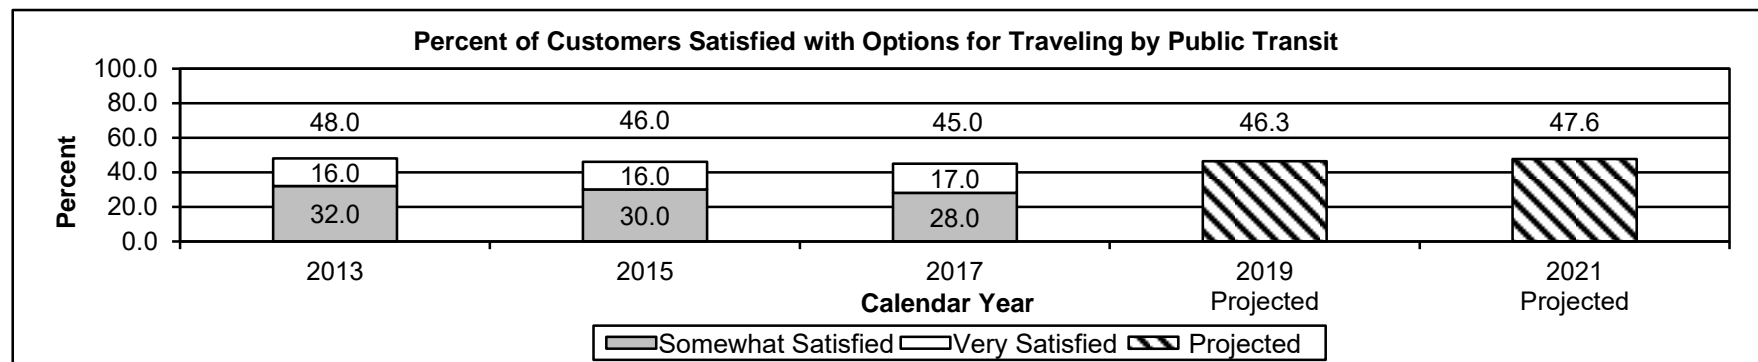 Percent of Customers Satisfied with Options for Traveling by Public Transit
Percent
100.0
80.0
60.0
40.0
20.0
0.0
48.0 46.0 45.0 46.3 47.6
16.0 16.0 17.0
32.0 30.0 28.0
2013 2015 2017 2019 2021
Calendar Year Projected Projected
Somewhat Satisfied Very Satisfied Projected